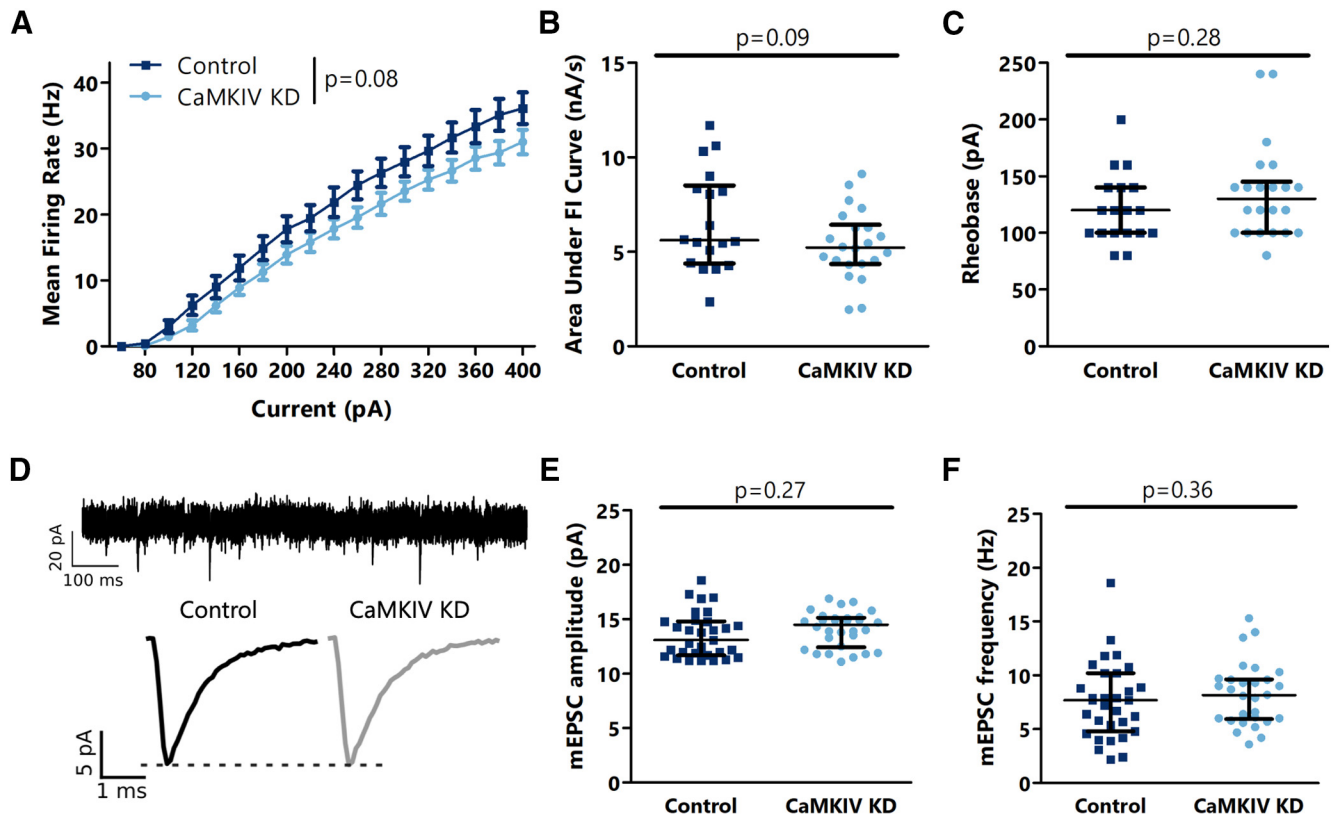 A
Control
CaMKIV KD
p=0.08
Mean Firing Rate (Hz)
40
30
20
10
0
80 120 160 200 240 280 320 360 400
Current (pA)
B
p=0.09
Area Under FI Curve (nA/s)
15
10
5
0
Control CaMKIV KD
C
p=0.28
Rheobase (pA)
250
200
150
100
50
0
Control CaMKIV KD
D
20 pA
100 ms
Control CaMKIV KD
5 pA
1 ms
E
p=0.27
mEPSC amplitude (pA)
25
20
15
10
5
0
Control CaMKIV KD
F
p=0.36
mEPSC frequency (Hz)
25
20
15
10
5
0
Control CaMKIV KD